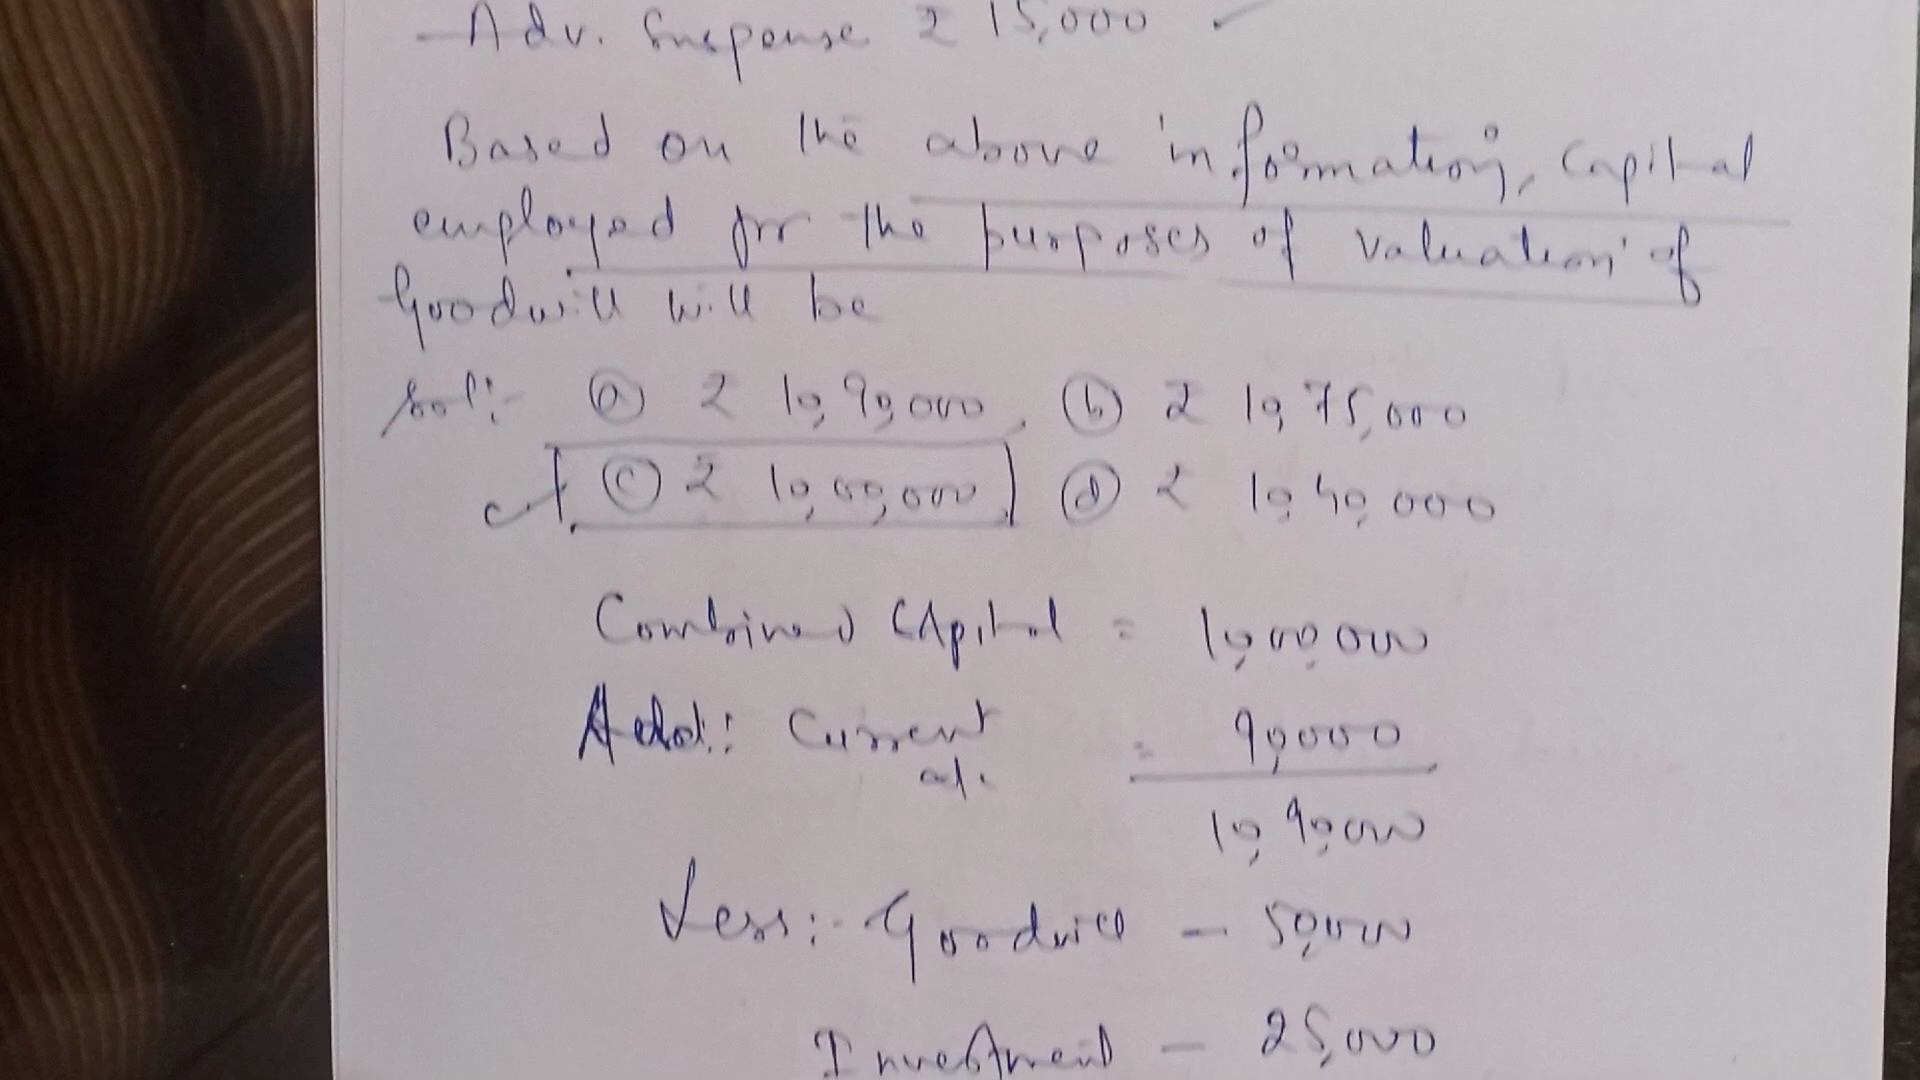 - Adv. Suspense ₹ 15,000 ✓
Based on the above information, Capital
employed for the purposes of valuation of
Goodwill will be
Sol:- (a) ₹ 10,90,000, (b) ₹ 10,75,000
(c) ₹ 10,00,000 (d) ₹ 10,40,000
Combined Capital = 10,00,000
Add: Current a/c = 90,000
10,90,000
Less:- Goodwill - 50,000
Investment - 25,000